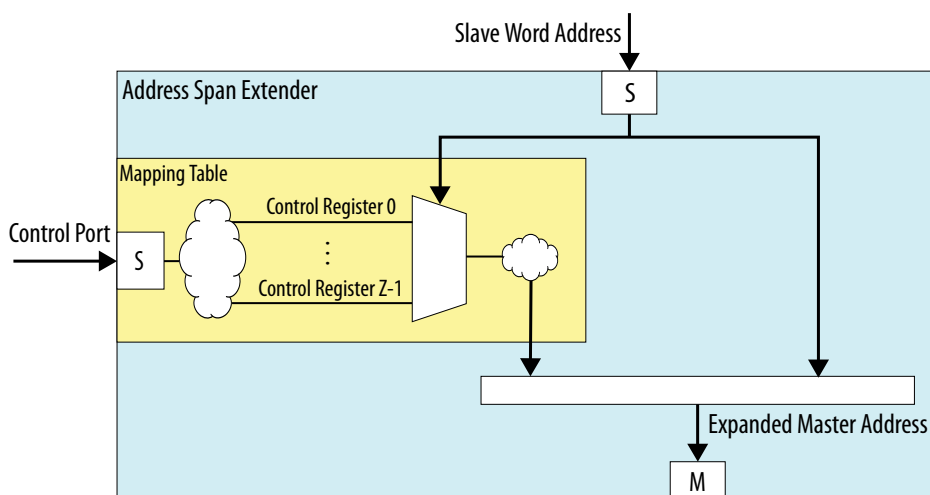 Slave Word Address
Address Span Extender
S
Mapping Table
Control Register 0
Control Port
S
⋮
Control Register Z-1
Expanded Master Address
M